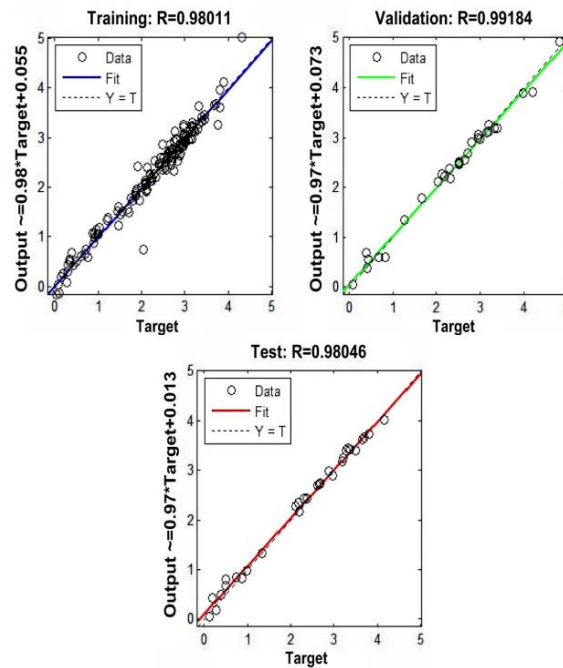 Training: R=0.98011
Output ~=0.98*Target+0.055
5
4
3
2
1
0
Data
Fit
Y = T
0 1 2 3 4 5
Target
Validation: R=0.99184
Output ~=0.97*Target+0.073
5
4
3
2
1
0
Data
Fit
Y = T
0 1 2 3 4
Target
Test: R=0.98046
Output ~=0.97*Target+0.013
5
4
3
2
1
0
Data
Fit
Y = T
0 1 2 3 4 5
Target